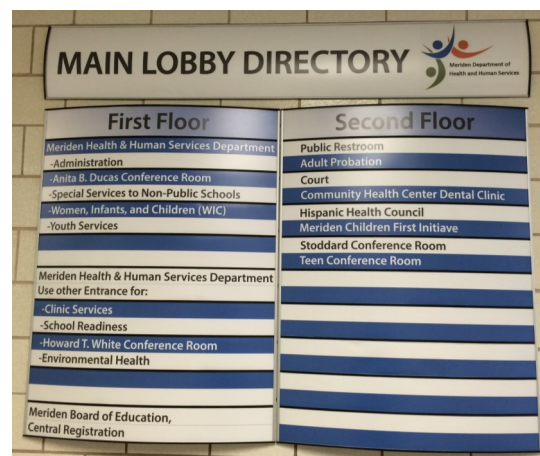 MAIN LOBBY DIRECTORY
Meriden Department of
Health and Human Services
First Floor
Meriden Health & Human Services Department
-Administration
-Anita B. Ducas Conference Room
-Special Services to Non-Public Schools
-Women, Infants, and Children (WIC)
-Youth Services
Meriden Health & Human Services Department
Use other Entrance for:
-Clinic Services
-School Readiness
-Howard T. White Conference Room
-Environmental Health
Meriden Board of Education,
Central Registration
Second Floor
Public Restroom
Adult Probation
Court
Community Health Center Dental Clinic
Hispanic Health Council
Meriden Children First Initiave
Stoddard Conference Room
Teen Conference Room